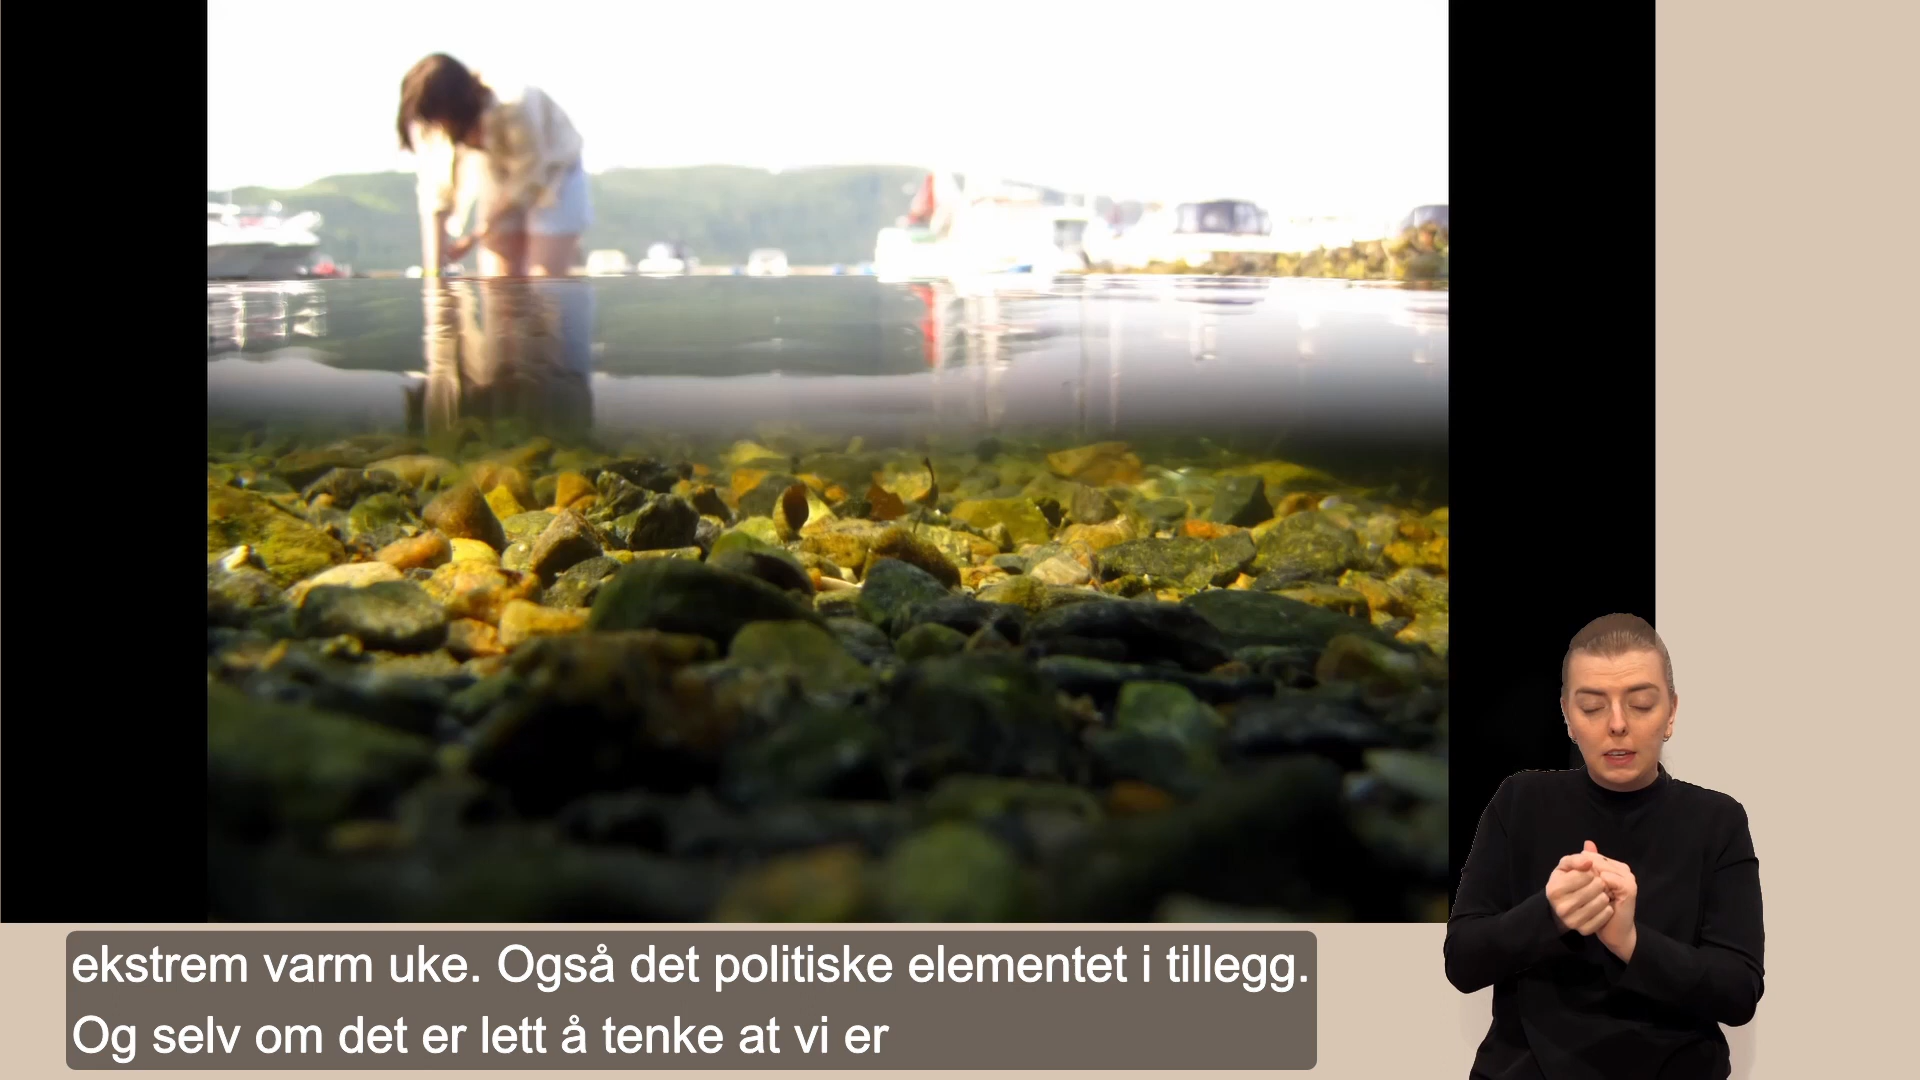 ekstrem varm uke. Også det politiske elementet i tillegg.
Og selv om det er lett å tenke at vi er